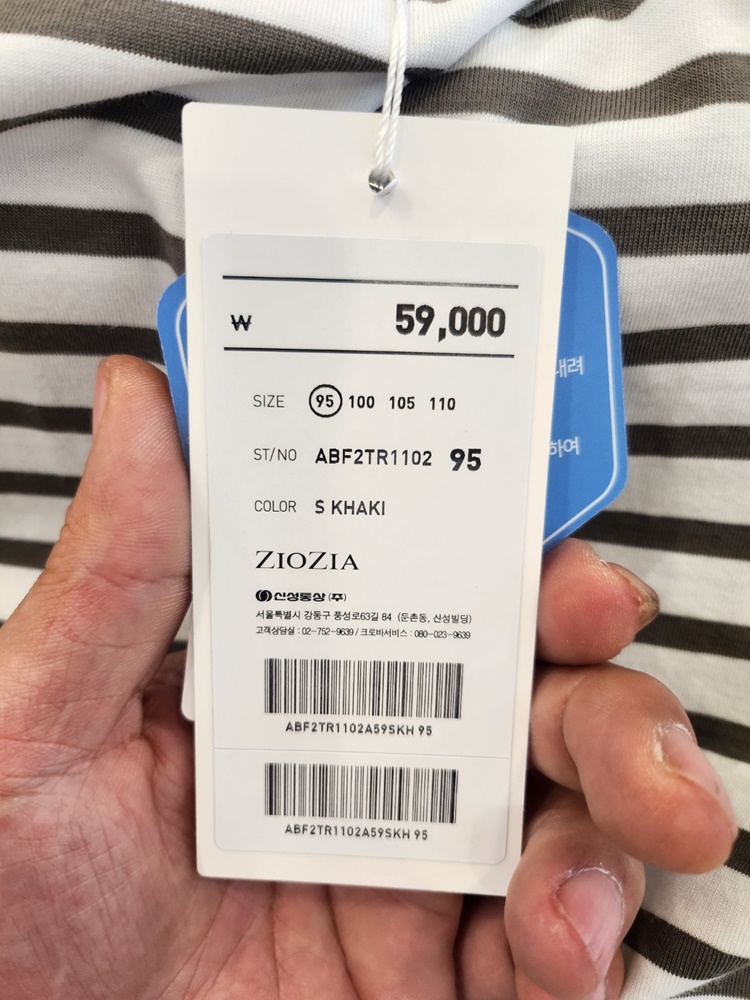 ₩ 59,000
SIZE 95 100 105 110
ST/NO ABF2TR1102 95
COLOR S KHAKI
ZIOZIA
신성통상 (주)
서울특별시 강동구 풍성로63길 84 (둔촌동, 신성빌딩)
고객상담실 : 02-752-9639 / 크로바서비스 : 080-023-9639
ABF2TR1102A59SKH 95
ABF2TR1102A59SKH 95
내려
하여